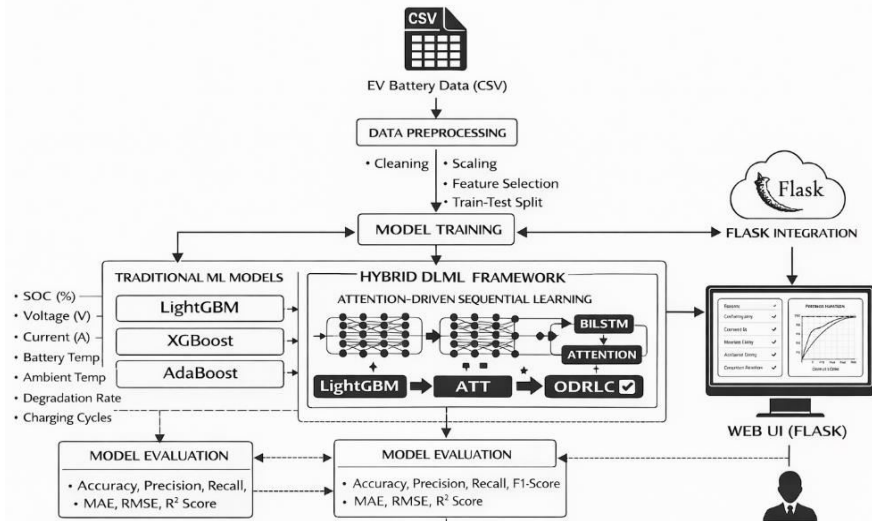 CSV
EV Battery Data (CSV)
DATA PREPROCESSING
• Cleaning
• Scaling
• Feature Selection
• Train-Test Split
Flask
FLASK INTEGRATION
MODEL TRAINING
TRADITIONAL ML MODELS
LightGBM
XGBoost
AdaBoost
HYBRID DLML FRAMEWORK
ATTENTION-DRIVEN SEQUENTIAL LEARNING
BILSTM
ATTENTION
LightGBM
ATT
ODRLC
• SOC (%)
• Voltage (V)
• Current (A)
• Battery Temp
• Ambient Temp
• Degradation Rate
• Charging Cycles
WEB UI (FLASK)
MODEL EVALUATION
• Accuracy, Precision, Recall,
• MAE, RMSE, R² Score
MODEL EVALUATION
• Accuracy, Precision, Recall, F1-Score
• MAE, RMSE, R² Score